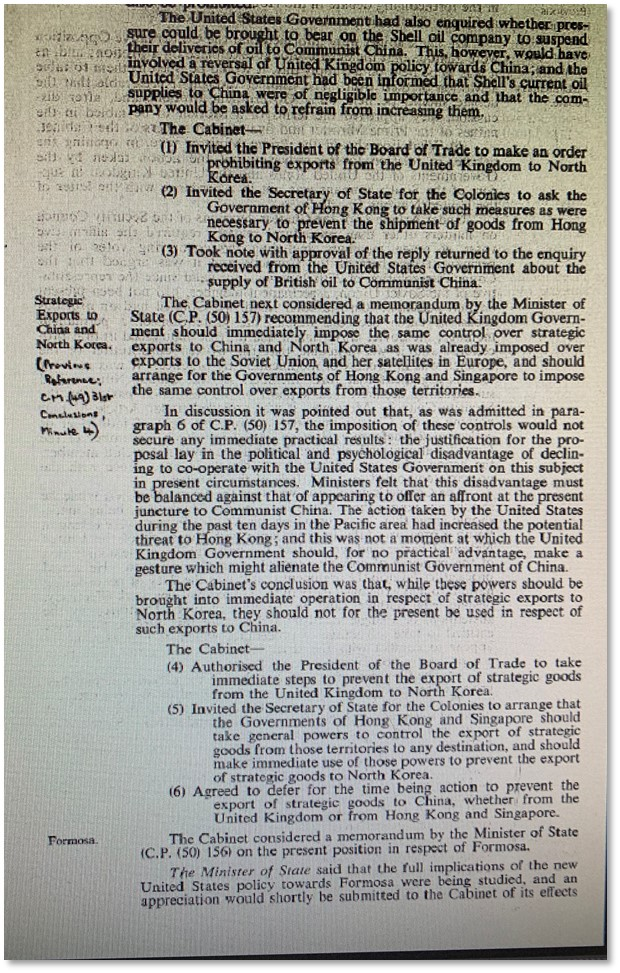 The United States Government had also enquired whether pres-
sure could be brought to bear on the Shell oil company to suspend
their deliveries of oil to Communist China. This, however, would have
involved a reversal of United Kingdom policy towards China; and the
United States Government had been informed that Shell's current oil
supplies to China were of negligible importance and that the com-
pany would be asked to refrain from increasing them.
The Cabinet—
(1) Invited the President of the Board of Trade to make an order
prohibiting exports from the United Kingdom to North
Korea.
(2) Invited the Secretary of State for the Colonies to ask the
Government of Hong Kong to take such measures as were
necessary to prevent the shipment of goods from Hong
Kong to North Korea.
(3) Took note with approval of the reply returned to the enquiry
received from the United States Government about the
supply of British oil to Communist China.
Strategic
Exports to
China and
North Korea.
(Previous
Reference:
C.M.(49) 31st
Conclusions,
Minute 4)
The Cabinet next considered a memorandum by the Minister of
State (C.P. (50) 157) recommending that the United Kingdom Govern-
ment should immediately impose the same control over strategic
exports to China and North Korea as was already imposed over
exports to the Soviet Union and her satellites in Europe, and should
arrange for the Governments of Hong Kong and Singapore to impose
the same control over exports from those territories.
In discussion it was pointed out that, as was admitted in para-
graph 6 of C.P. (50) 157, the imposition of these controls would not
secure any immediate practical results: the justification for the pro-
posal lay in the political and psychological disadvantage of declin-
ing to co-operate with the United States Government on this subject
in present circumstances. Ministers felt that this disadvantage must
be balanced against that of appearing to offer an affront at the present
juncture to Communist China. The action taken by the United States
during the past ten days in the Pacific area had increased the potential
threat to Hong Kong; and this was not a moment at which the United
Kingdom Government should, for no practical advantage, make a
gesture which might alienate the Communist Government of China.
The Cabinet's conclusion was that, while these powers should be
brought into immediate operation in respect of strategic exports to
North Korea, they should not for the present be used in respect of
such exports to China.
The Cabinet—
(4) Authorised the President of the Board of Trade to take
immediate steps to prevent the export of strategic goods
from the United Kingdom to North Korea.
(5) Invited the Secretary of State for the Colonies to arrange that
the Governments of Hong Kong and Singapore should
take general powers to control the export of strategic
goods from those territories to any destination, and should
make immediate use of those powers to prevent the export
of strategic goods to North Korea.
(6) Agreed to defer for the time being action to prevent the
export of strategic goods to China, whether from the
United Kingdom or from Hong Kong and Singapore.
Formosa.
The Cabinet considered a memorandum by the Minister of State
(C.P. (50) 156) on the present position in respect of Formosa.
The Minister of State said that the full implications of the new
United States policy towards Formosa were being studied, and an
appreciation would shortly be submitted to the Cabinet of its effects